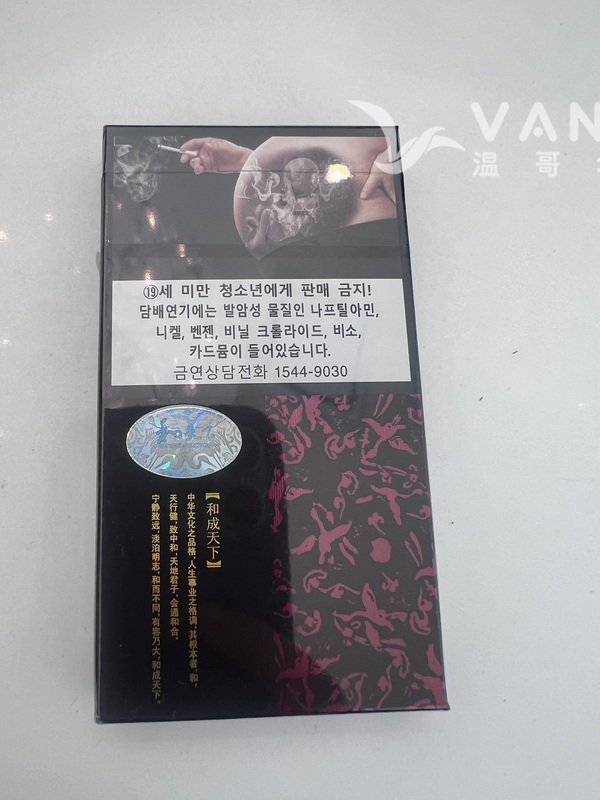 VAN
温哥
⑲세 미만 청소년에게 판매 금지!
담배연기에는 발암성 물질인 나프틸아민,
니켈, 벤젠, 비닐 크롤라이드, 비소,
카드뮴이 들어있습니다.
금연상담전화 1544-9030
和天下
【和成天下】
中华文化之品格，人生事业之格调，其根本者，和，
天行健，致中和，天地君子，会通和合。
宁静致远，淡泊明志，和而不同，有容乃大，和成天下。